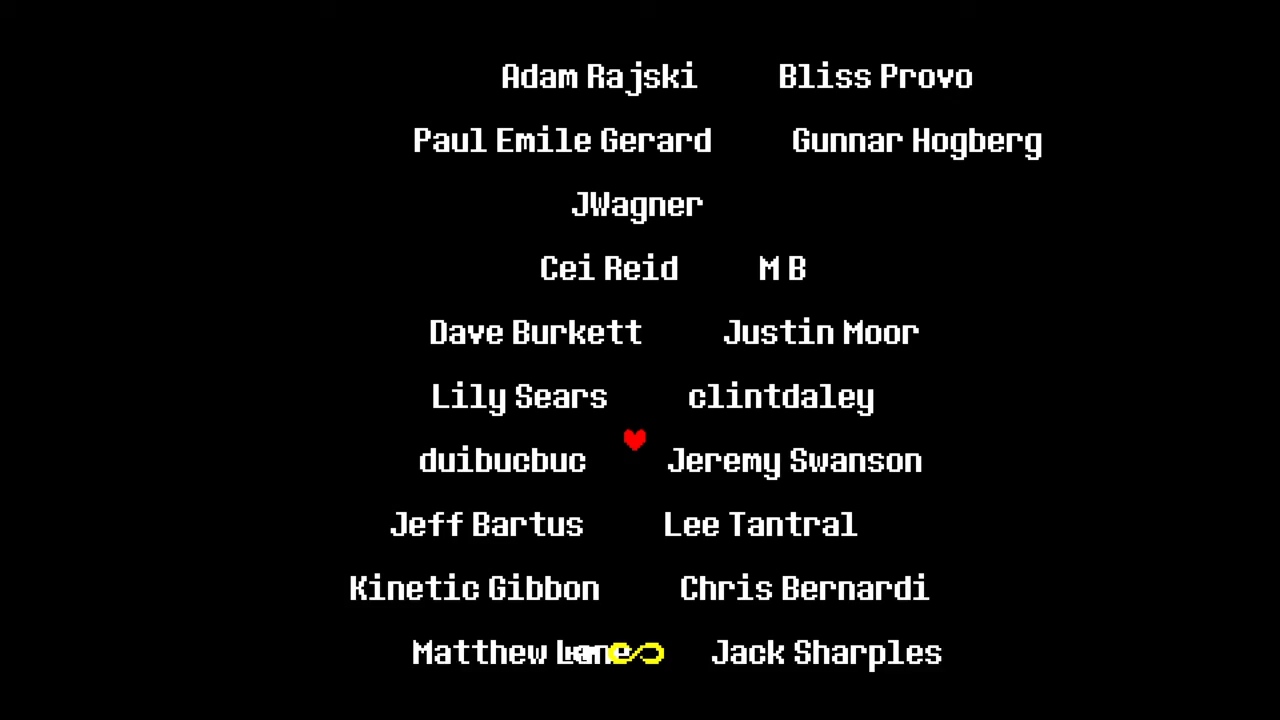 Adam Rajski Bliss Provo
Paul Emile Gerard Gunnar Hogberg
JWagner
Cei Reid M B
Dave Burkett Justin Moor
Lily Sears clintdaley
duibucbuc Jeremy Swanson
Jeff Bartus Lee Tantral
Kinetic Gibbon Chris Bernardi
Matthew ∞ Jack Sharples